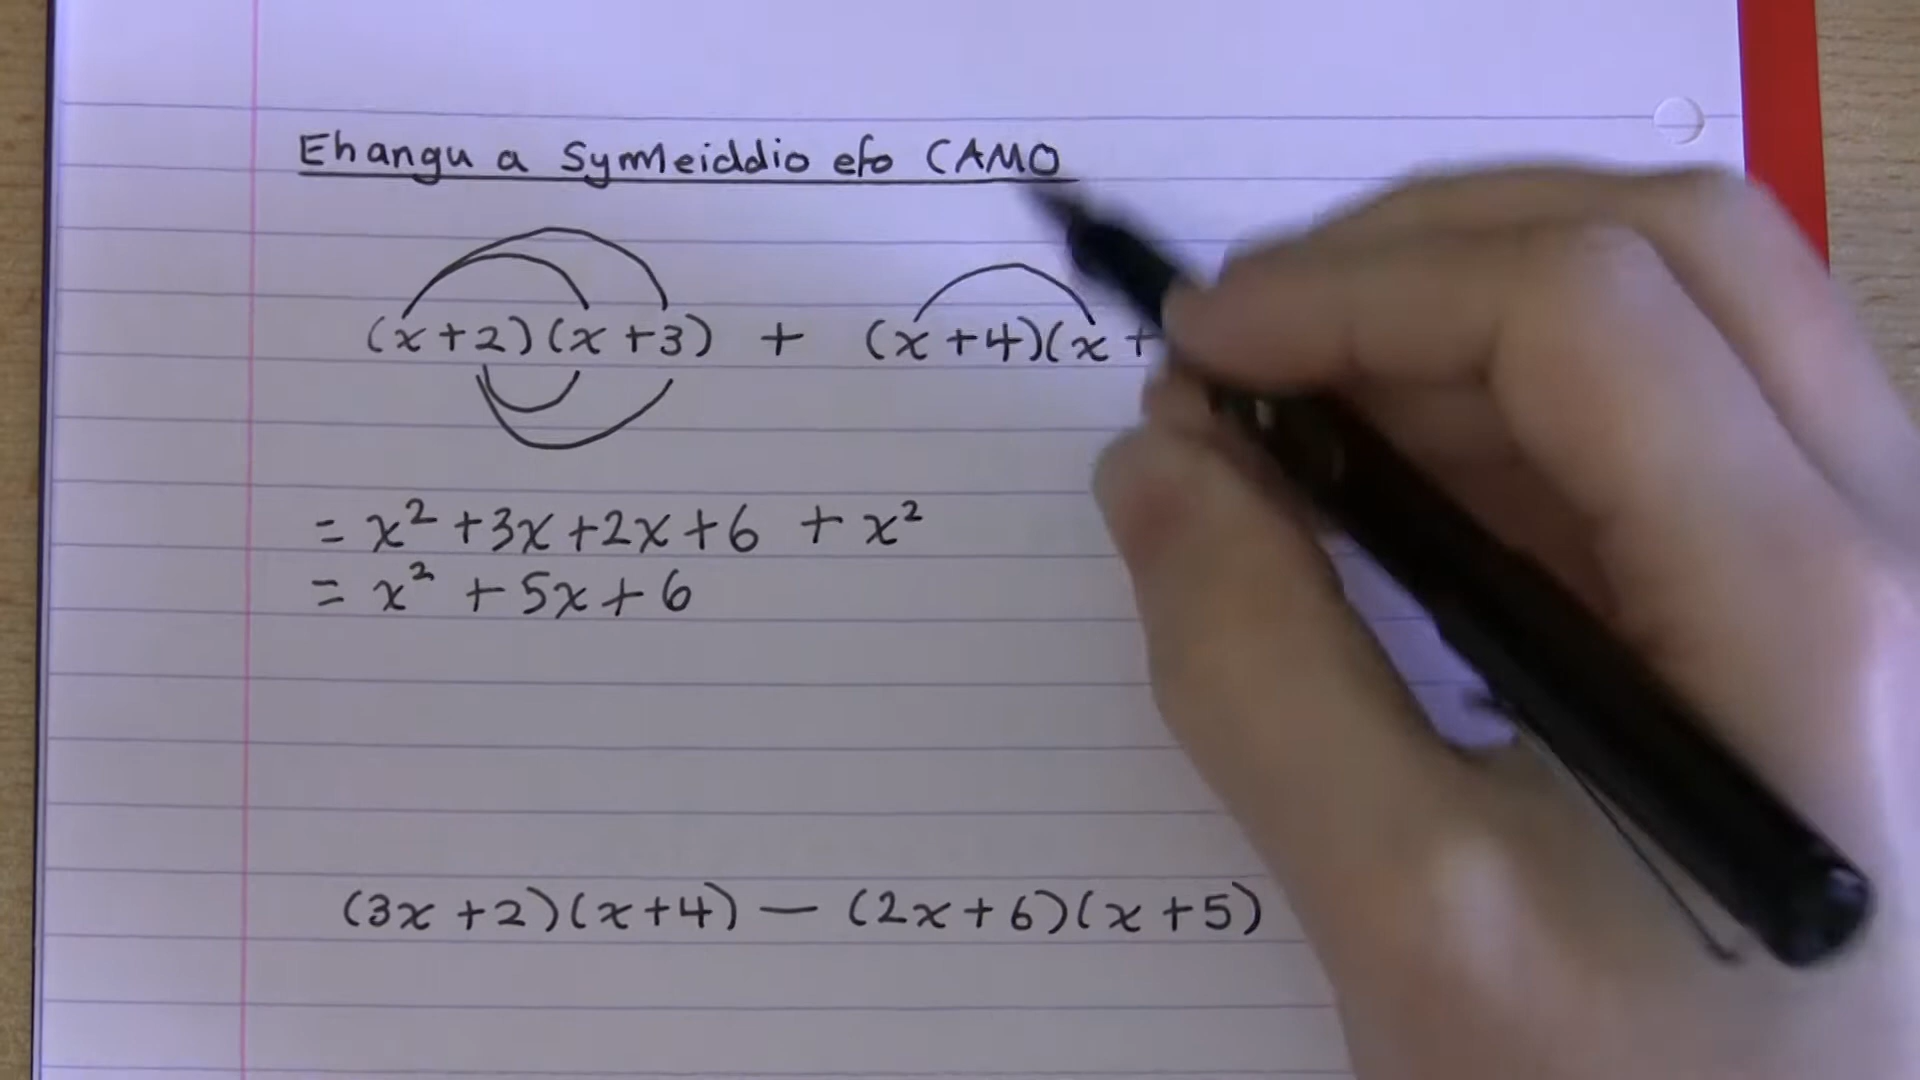 Ehangu a Symleiddio efo CAMO
(x+2)(x+3) + (x+4)(x+
= x² +3x+2x+6 + x²
= x² + 5x + 6
(3x+2)(x+4) — (2x+6)(x+5)